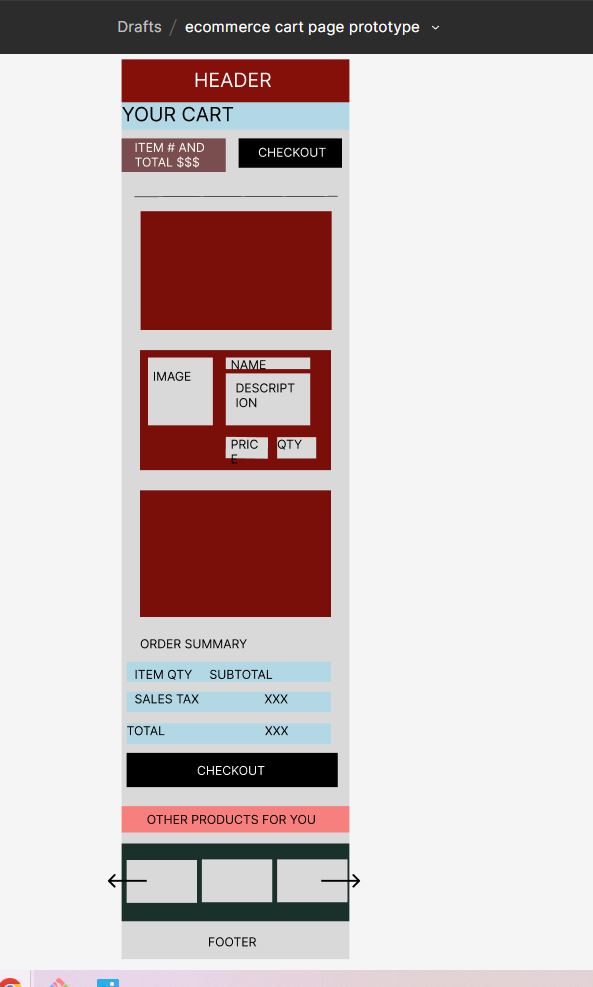 Drafts / ecommerce cart page prototype
HEADER
YOUR CART
ITEM # AND
TOTAL $$$
CHECKOUT
IMAGE
NAME
DESCRIPT
ION
PRIC
E
QTY
ORDER SUMMARY
ITEM QTY SUBTOTAL
SALES TAX XXX
TOTAL XXX
CHECKOUT
OTHER PRODUCTS FOR YOU
FOOTER